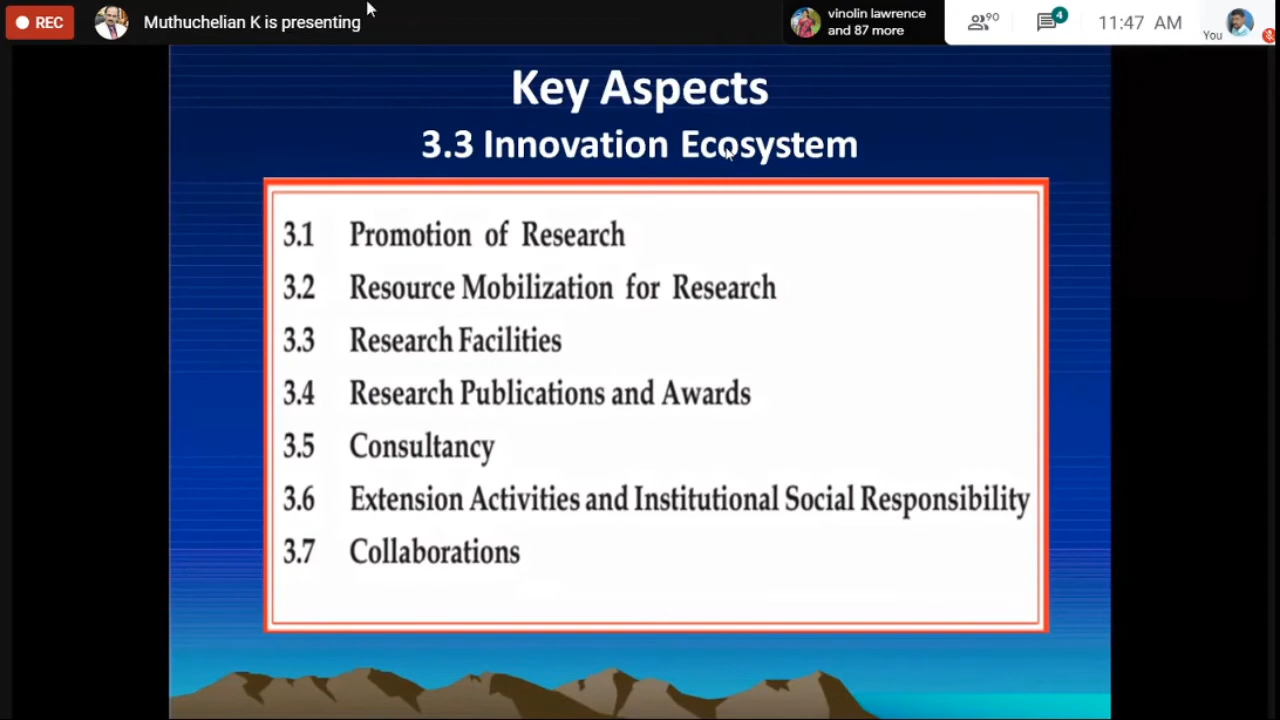 REC
Muthuchelian K is presenting
vinolin lawrence
and 87 more
90
4
11:47 AM
You
Key Aspects
3.3 Innovation Ecosystem
3.1 Promotion of Research
3.2 Resource Mobilization for Research
3.3 Research Facilities
3.4 Research Publications and Awards
3.5 Consultancy
3.6 Extension Activities and Institutional Social Responsibility
3.7 Collaborations